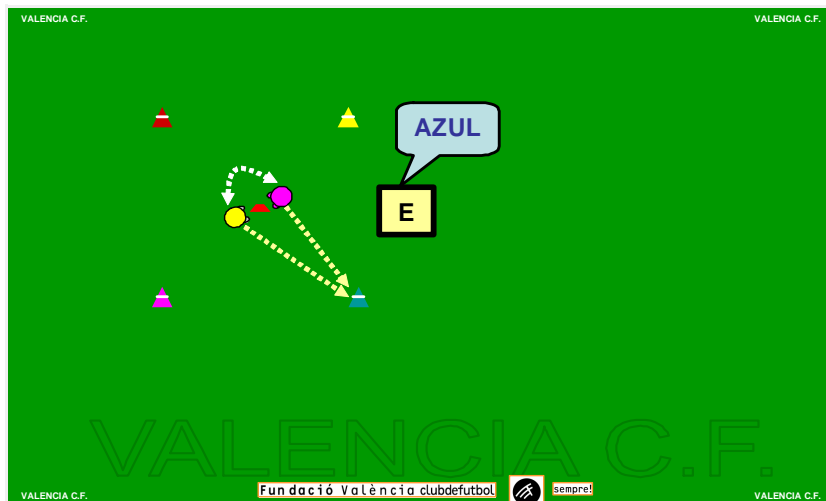 VALENCIA C.F. VALENCIA C.F.
AZUL
E
VALENCIA C.F.
Fundació València clubdefutbol sempre!
VALENCIA C.F. VALENCIA C.F.